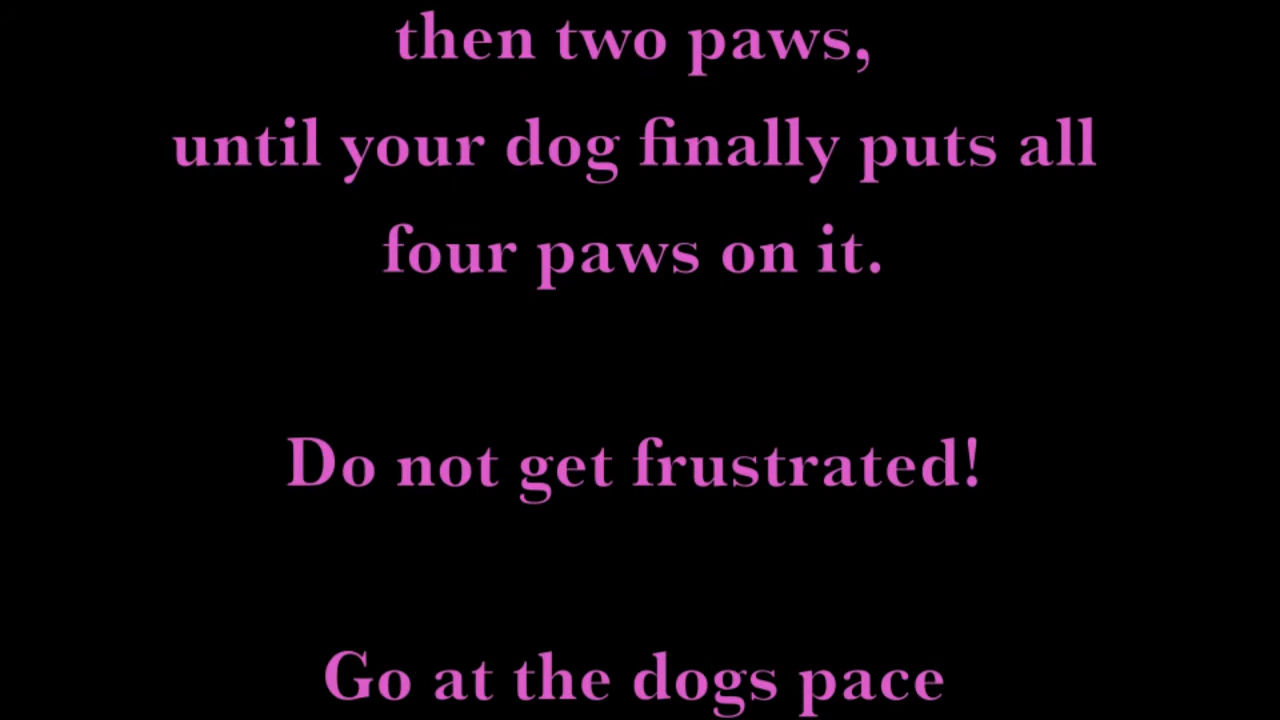 then two paws,
until your dog finally puts all
four paws on it.
Do not get frustrated!
Go at the dogs pace